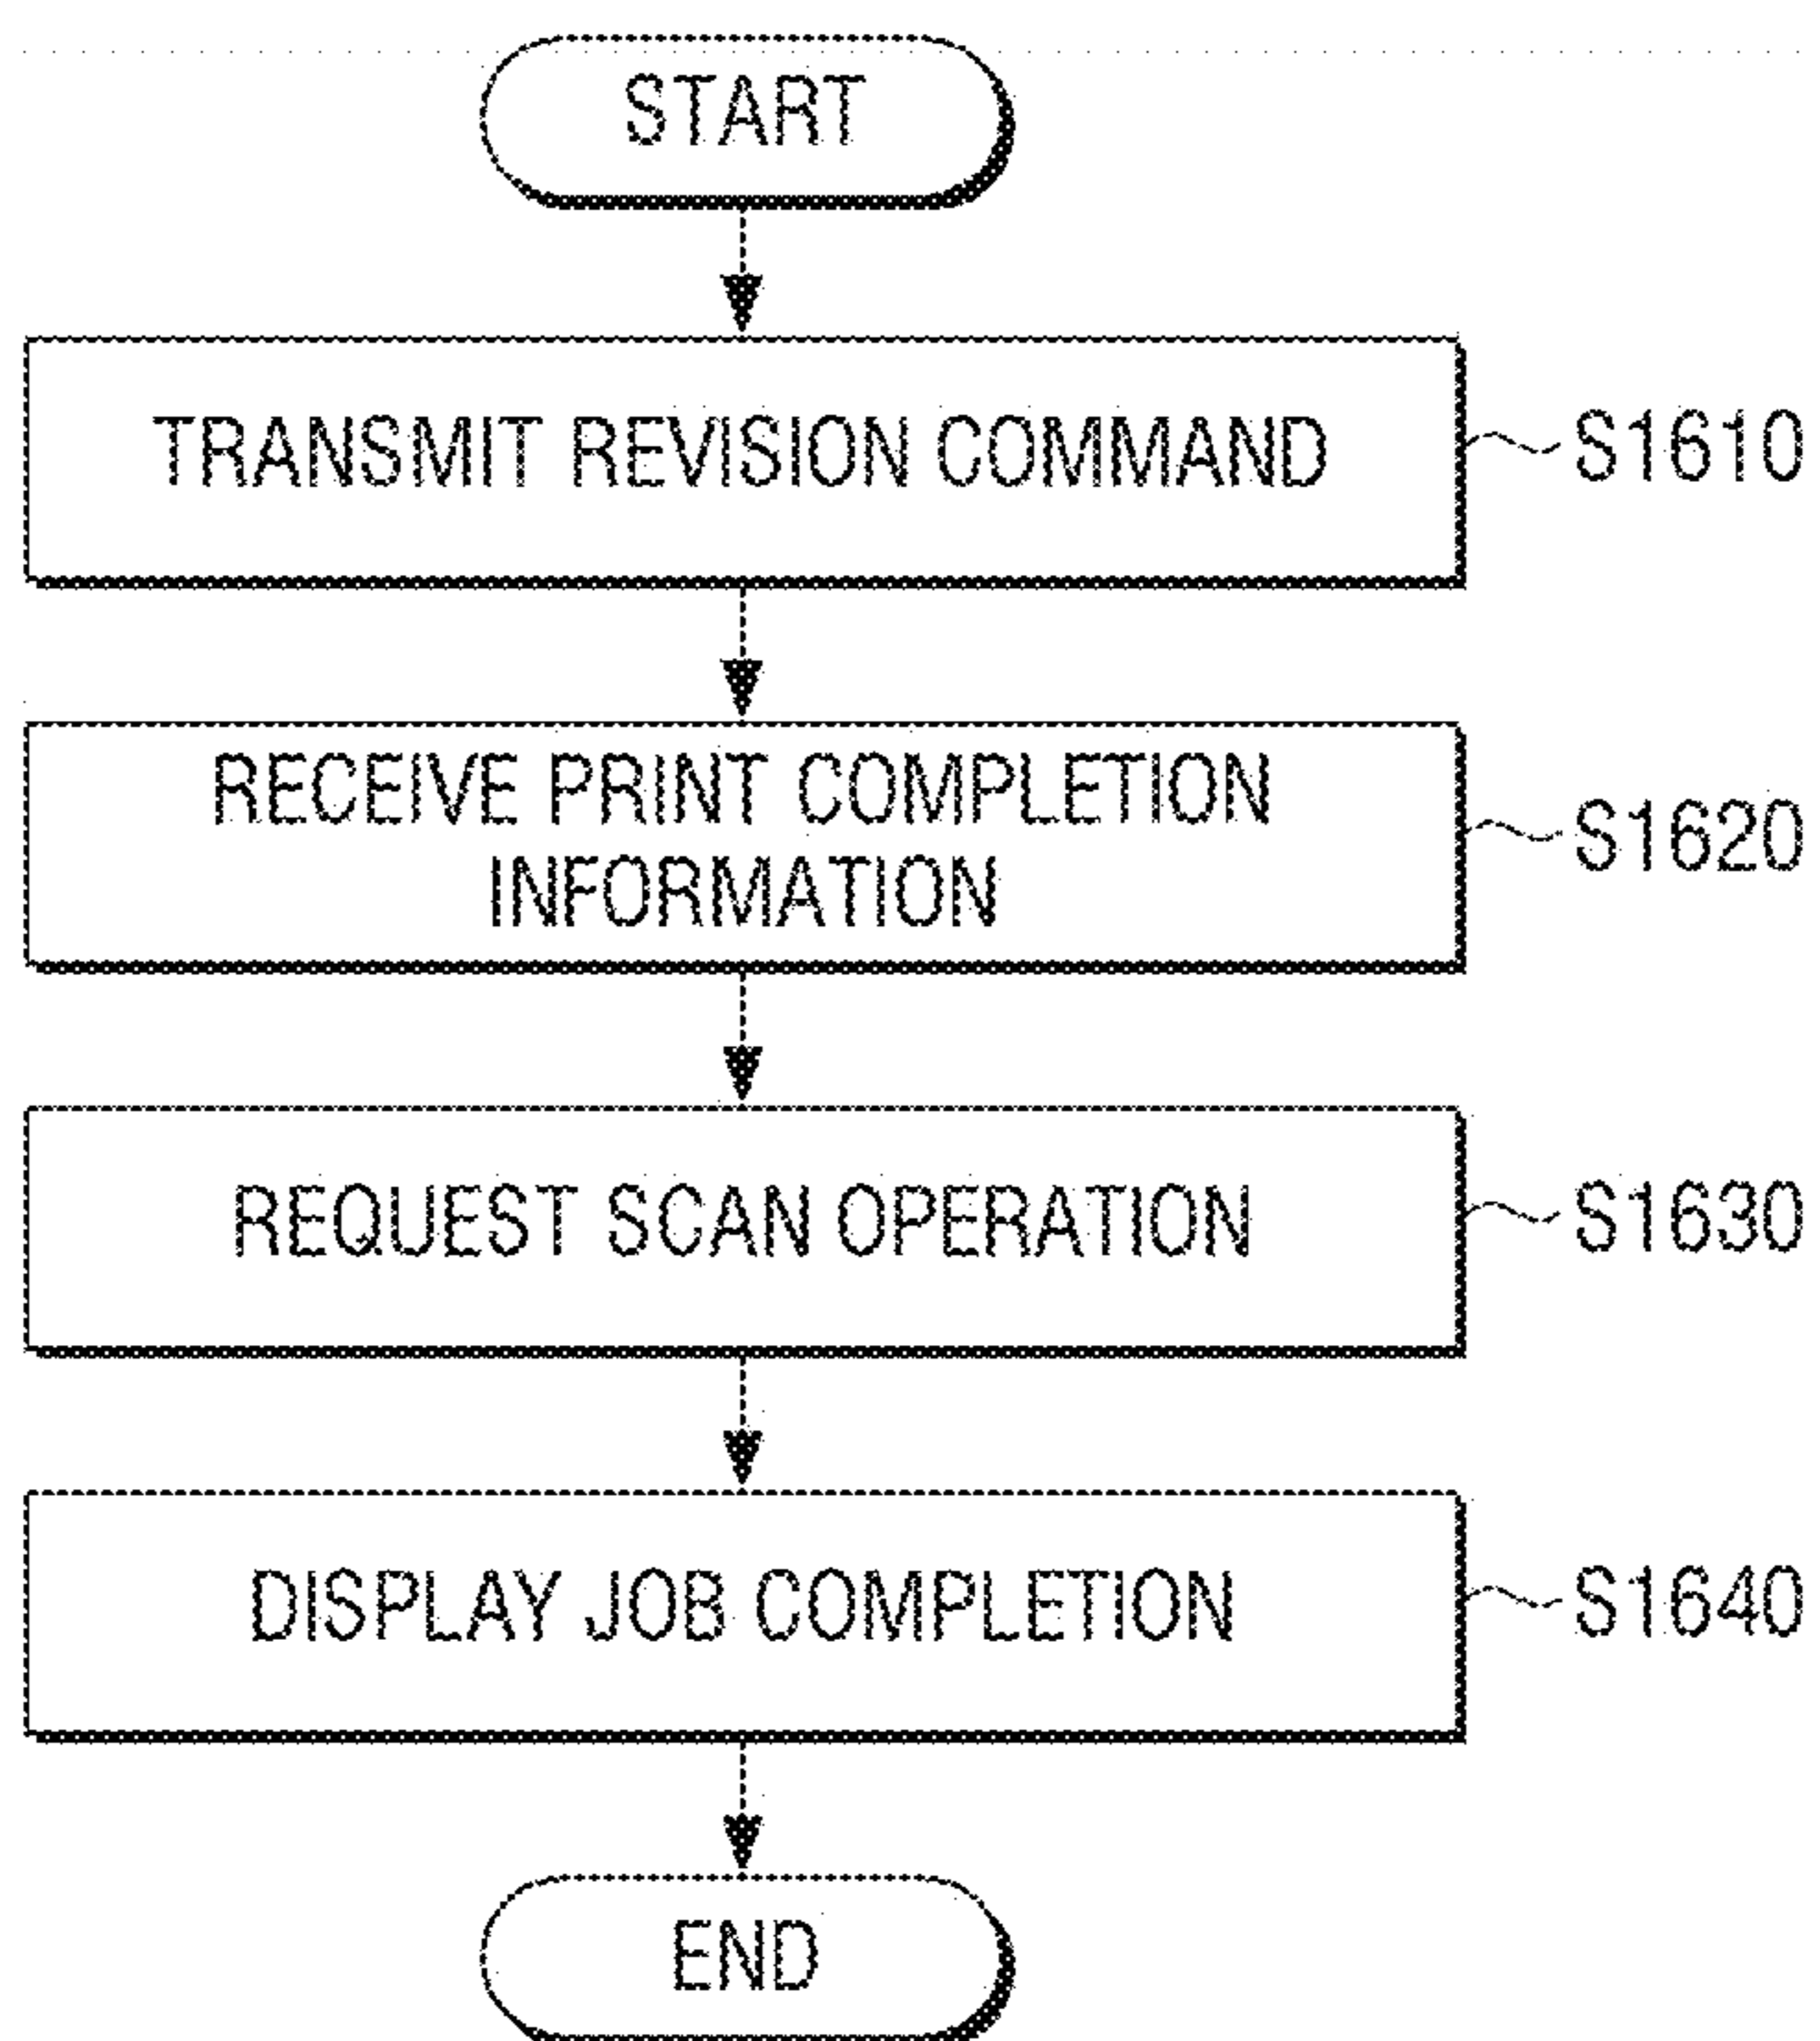 START
TRANSMIT REVISION COMMAND
S1610
RECEIVE PRINT COMPLETION
INFORMATION
S1620
REQUEST SCAN OPERATION
S1630
DISPLAY JOB COMPLETION
S1640
END